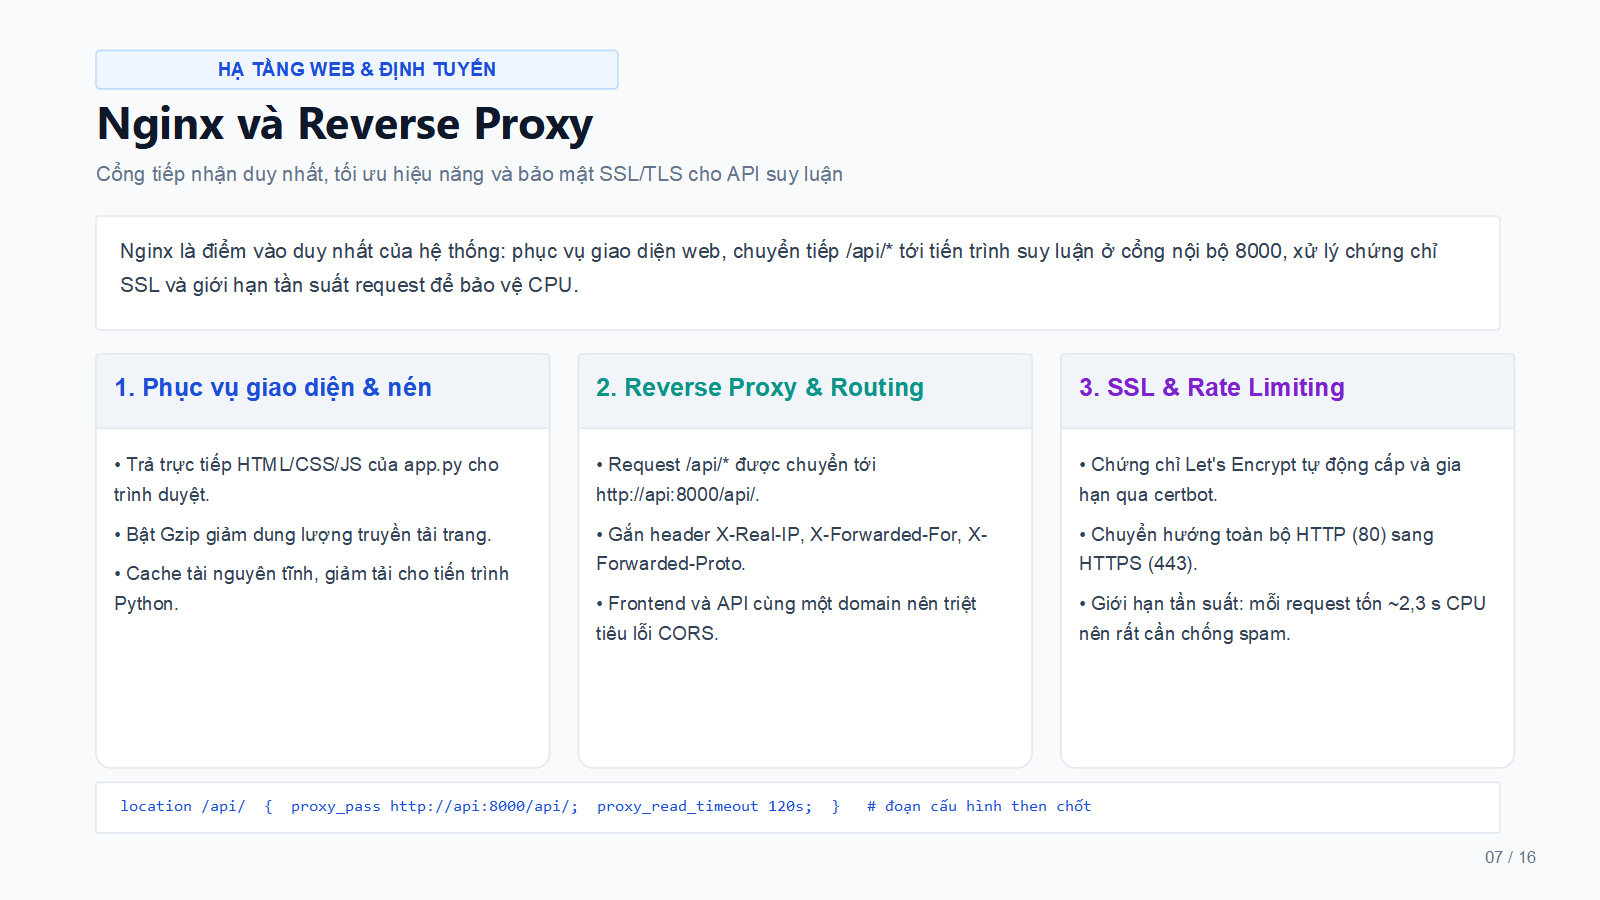 HẠ TẦNG WEB & ĐỊNH TUYẾN
Nginx và Reverse Proxy
Cổng tiếp nhận duy nhất, tối ưu hiệu năng và bảo mật SSL/TLS cho API suy luận
Nginx là điểm vào duy nhất của hệ thống: phục vụ giao diện web, chuyển tiếp /api/* tới tiến trình suy luận ở cổng nội bộ 8000, xử lý chứng chỉ
SSL và giới hạn tần suất request để bảo vệ CPU.
1. Phục vụ giao diện & nén
• Trả trực tiếp HTML/CSS/JS của app.py cho
trình duyệt.
• Bật Gzip giảm dung lượng truyền tải trang.
• Cache tài nguyên tĩnh, giảm tải cho tiến trình
Python.
2. Reverse Proxy & Routing
• Request /api/* được chuyển tới
http://api:8000/api/.
• Gắn header X-Real-IP, X-Forwarded-For, X-
Forwarded-Proto.
• Frontend và API cùng một domain nên triệt
tiêu lỗi CORS.
3. SSL & Rate Limiting
• Chứng chỉ Let's Encrypt tự động cấp và gia
hạn qua certbot.
• Chuyển hướng toàn bộ HTTP (80) sang
HTTPS (443).
• Giới hạn tần suất: mỗi request tốn ~2,3 s CPU
nên rất cần chống spam.
location /api/  {  proxy_pass http://api:8000/api/;  proxy_read_timeout 120s;  }   # đoạn cấu hình then chốt
07 / 16